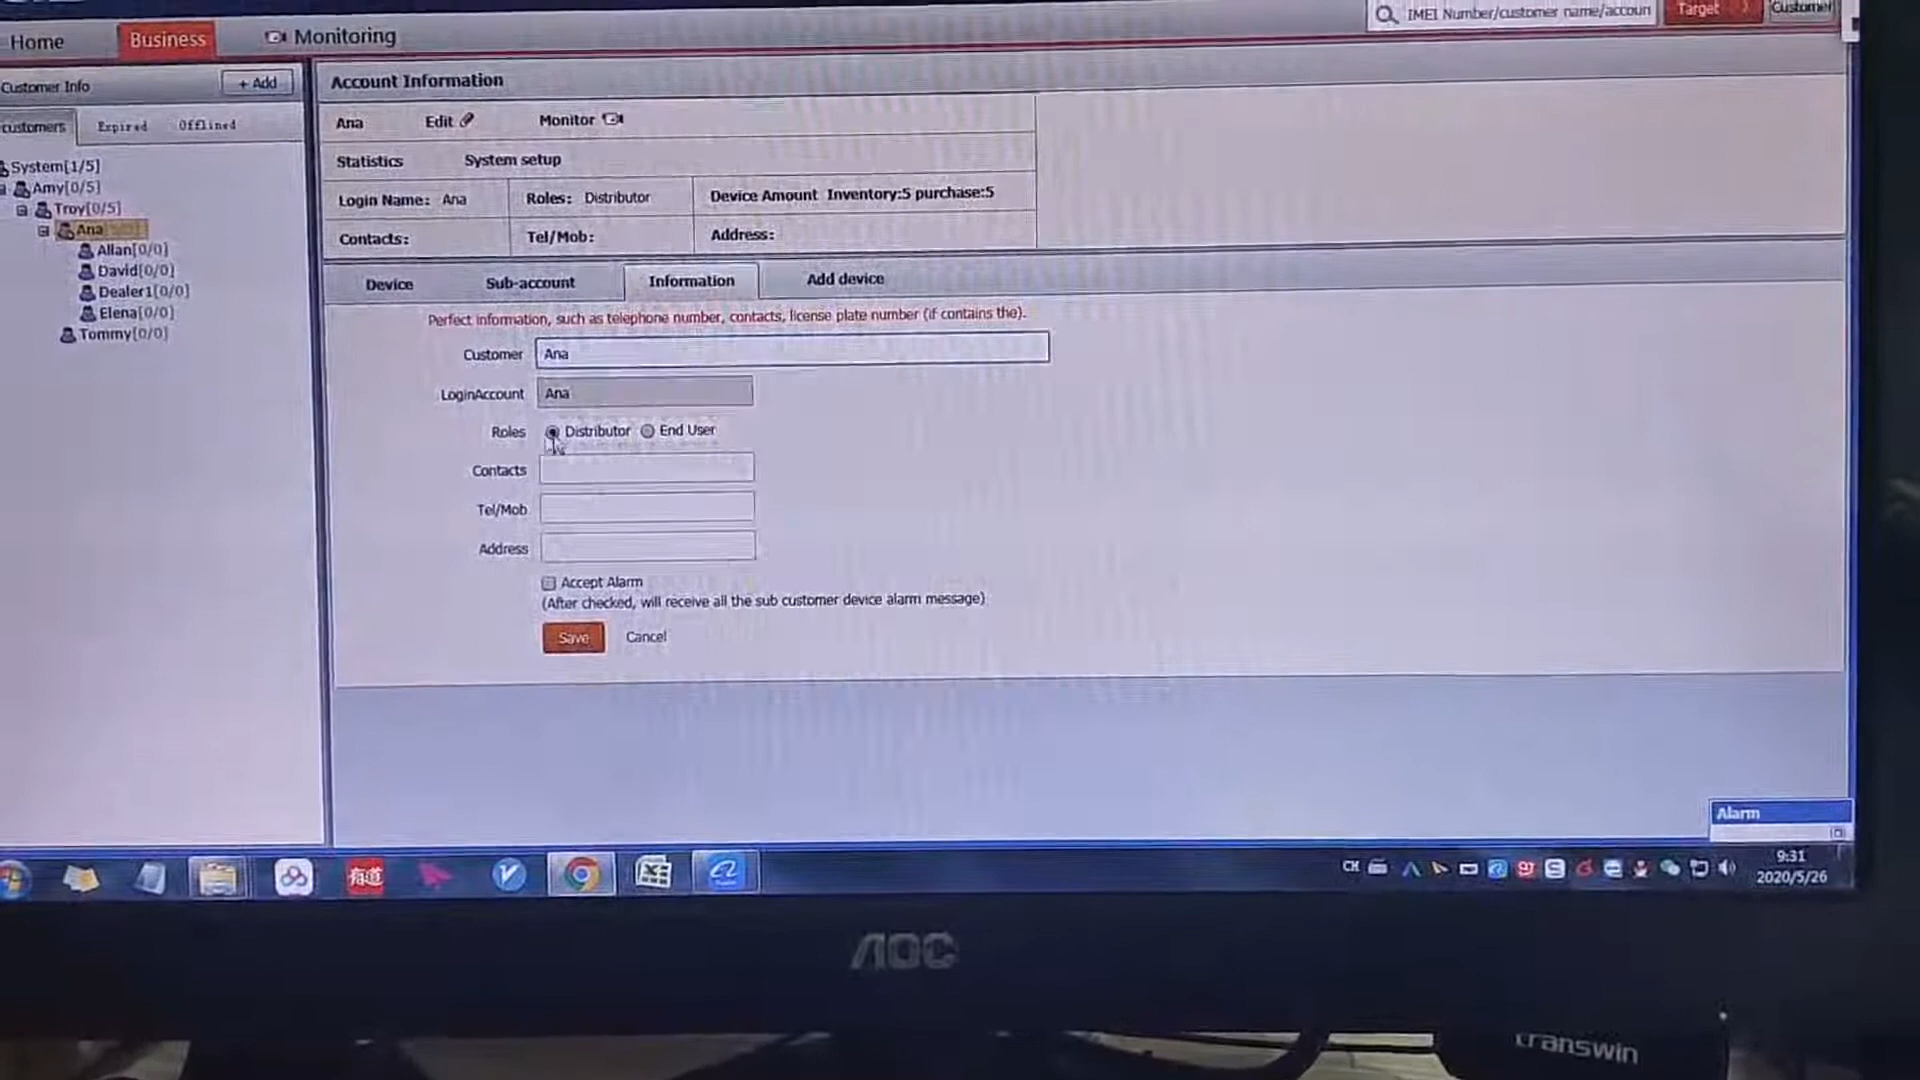 IMEI Number/customer name/accoun Target Customer
Home Business Monitoring
Customer Info + Add
customers Expired Offlined
System[1/5]
Amy[0/5]
Troy[0/5]
Ana
Allan[0/0]
David[0/0]
Dealer1[0/0]
Elena[0/0]
Tommy[0/0]
Account Information
Ana Edit Monitor
Statistics System setup
Login Name: Ana Roles: Distributor Device Amount Inventory:5 purchase:5
Contacts: Tel/Mob: Address:
Device Sub-account Information Add device
Perfect information, such as telephone number, contacts, license plate number (if contains the).
Customer Ana
LoginAccount Ana
Roles Distributor End User
Contacts
Tel/Mob
Address
Accept Alarm
(After checked, will receive all the sub customer device alarm message)
Save Cancel
Alarm
有道
CH
9:31
2020/5/26
AOC
transwin